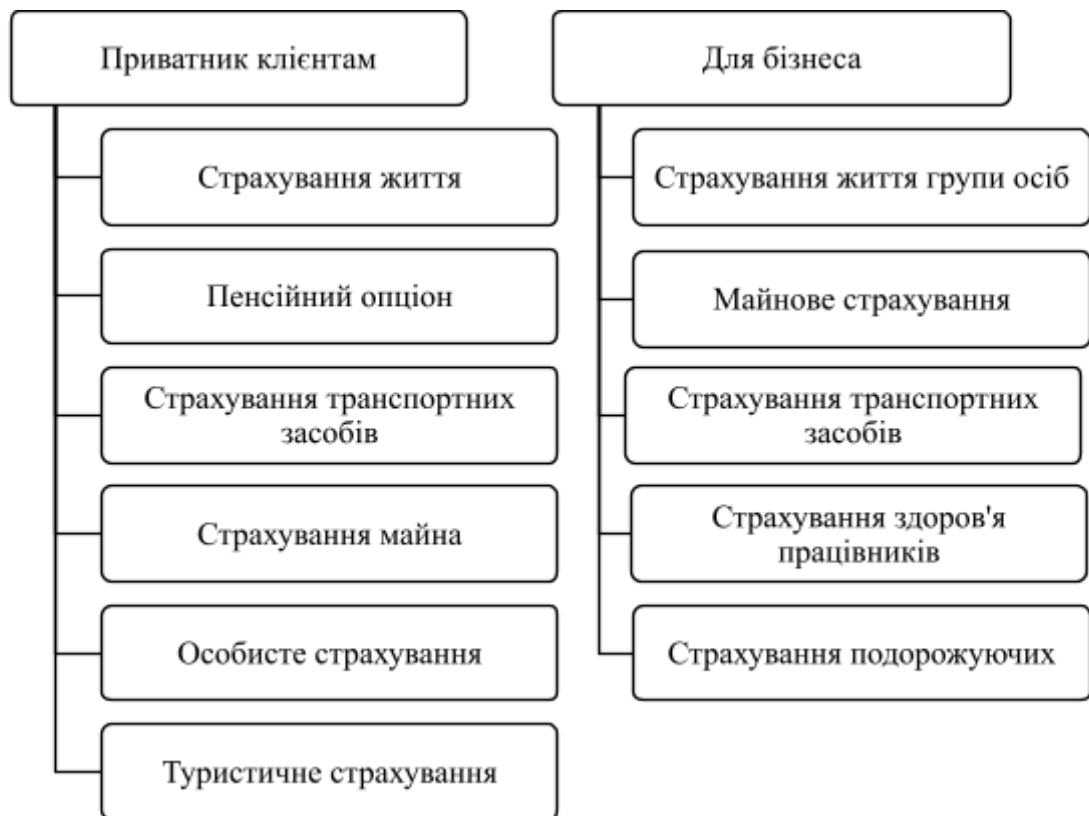 Приватник клієнтам
Страхування життя
Пенсійний опціон
Страхування транспортних
засобів
Страхування майна
Особисте страхування
Туристичне страхування
Для бізнеса
Страхування життя групи осіб
Майнове страхування
Страхування транспортних
засобів
Страхування здоров'я
працівників
Страхування подорожуючих